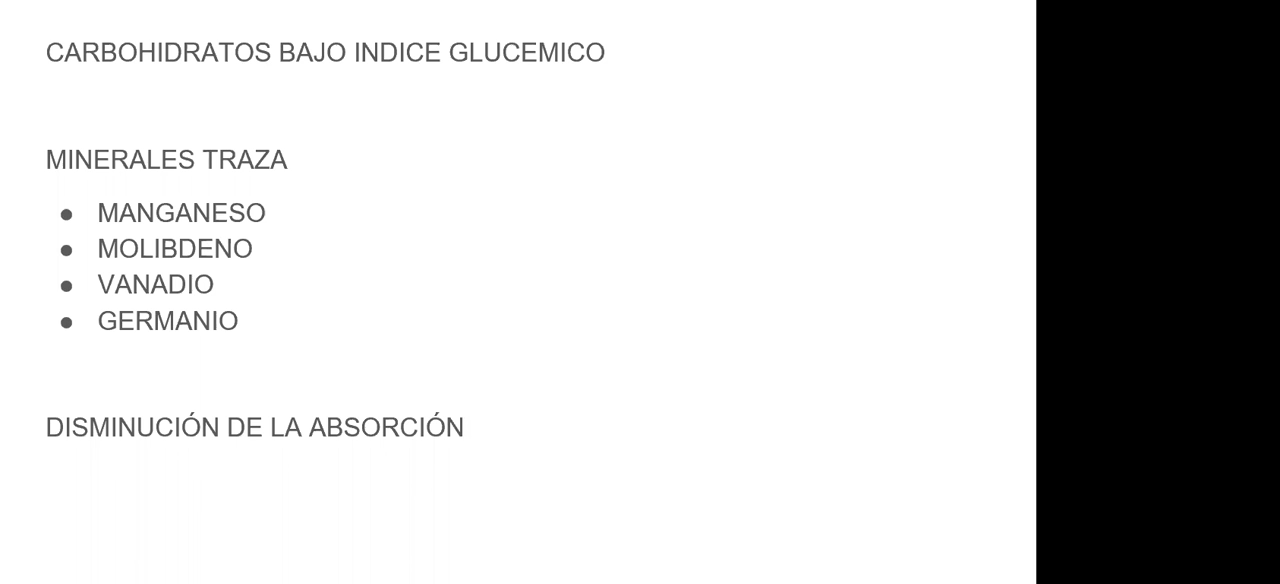 CARBOHIDRATOS BAJO INDICE GLUCEMICO
MINERALES TRAZA
● MANGANESO
● MOLIBDENO
● VANADIO
● GERMANIO
DISMINUCIÓN DE LA ABSORCIÓN